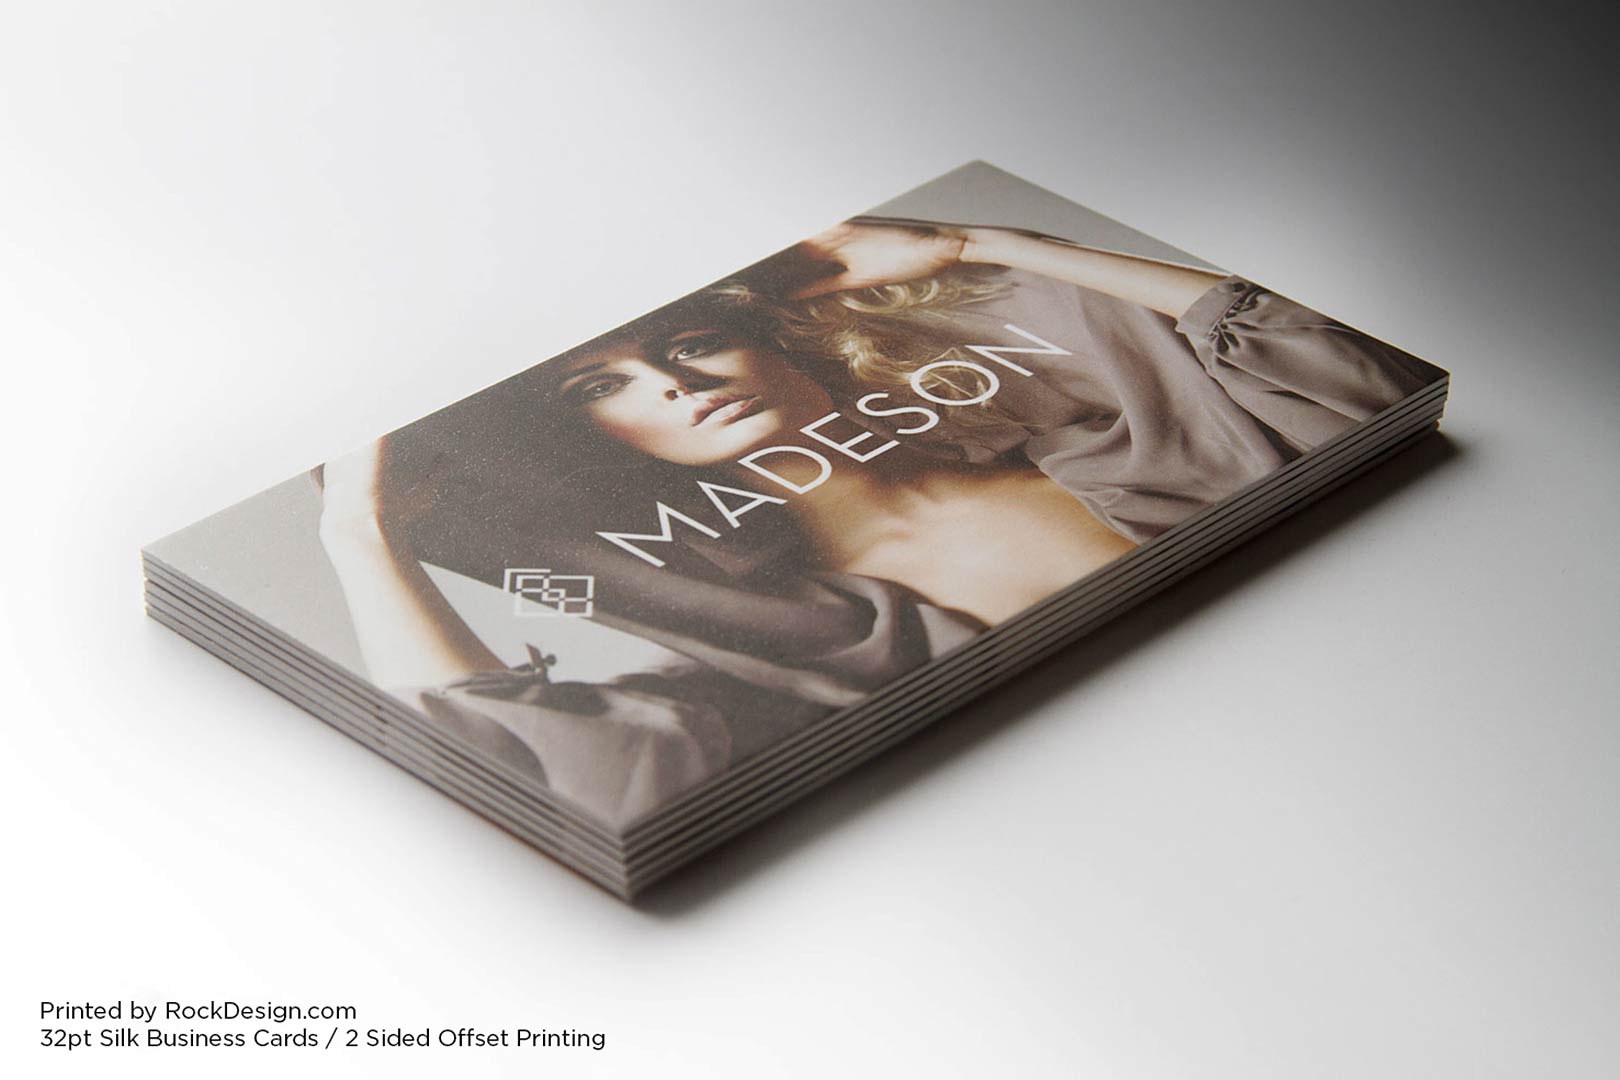 MADESON
Printed by RockDesign.com
32pt Silk Business Cards / 2 Sided Offset Printing